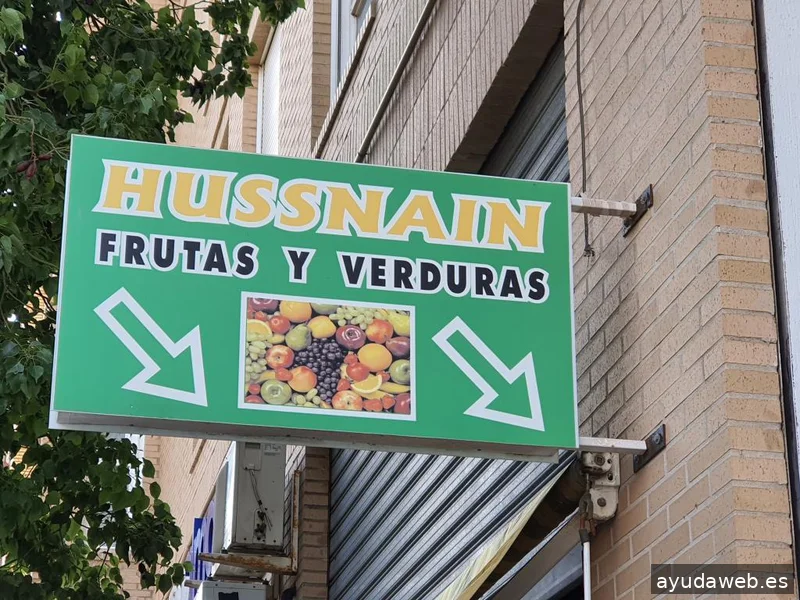 HUSSNAIN
FRUTAS Y VERDURAS
ayudaweb.es